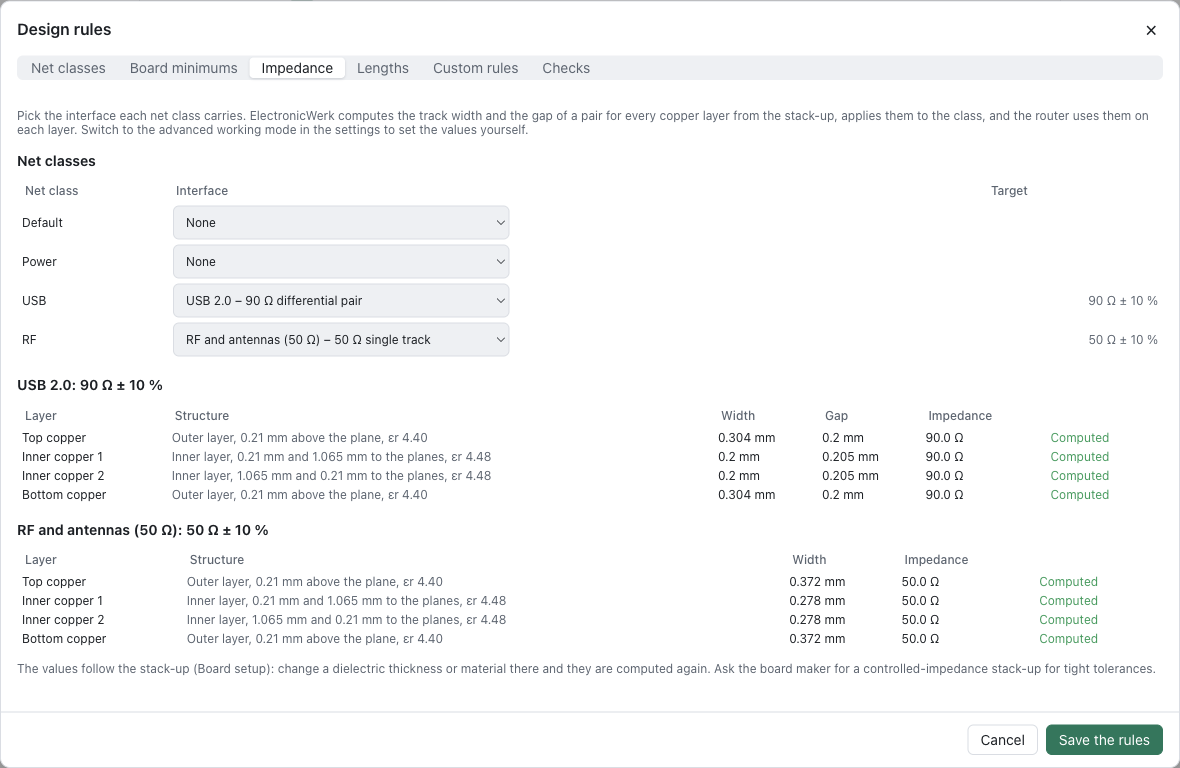 Design rules
Net classes Board minimums Impedance Lengths Custom rules Checks
Pick the interface each net class carries. ElectronicWerk computes the track width and the gap of a pair for every copper layer from the stack-up, applies them to the class, and the router uses them on
each layer. Switch to the advanced working mode in the settings to set the values yourself.
Net classes
Net class Interface Target
Default None
Power None
USB USB 2.0 – 90 Ω differential pair 90 Ω ± 10 %
RF RF and antennas (50 Ω) – 50 Ω single track 50 Ω ± 10 %
USB 2.0: 90 Ω ± 10 %
Layer Structure Width Gap Impedance
Top copper Outer layer, 0.21 mm above the plane, εr 4.40 0.304 mm 0.2 mm 90.0 Ω Computed
Inner copper 1 Inner layer, 0.21 mm and 1.065 mm to the planes, εr 4.48 0.2 mm 0.205 mm 90.0 Ω Computed
Inner copper 2 Inner layer, 1.065 mm and 0.21 mm to the planes, εr 4.48 0.2 mm 0.205 mm 90.0 Ω Computed
Bottom copper Outer layer, 0.21 mm above the plane, εr 4.40 0.304 mm 0.2 mm 90.0 Ω Computed
RF and antennas (50 Ω): 50 Ω ± 10 %
Layer Structure Width Impedance
Top copper Outer layer, 0.21 mm above the plane, εr 4.40 0.372 mm 50.0 Ω Computed
Inner copper 1 Inner layer, 0.21 mm and 1.065 mm to the planes, εr 4.48 0.278 mm 50.0 Ω Computed
Inner copper 2 Inner layer, 1.065 mm and 0.21 mm to the planes, εr 4.48 0.278 mm 50.0 Ω Computed
Bottom copper Outer layer, 0.21 mm above the plane, εr 4.40 0.372 mm 50.0 Ω Computed
The values follow the stack-up (Board setup): change a dielectric thickness or material there and they are computed again. Ask the board maker for a controlled-impedance stack-up for tight tolerances.
Cancel Save the rules